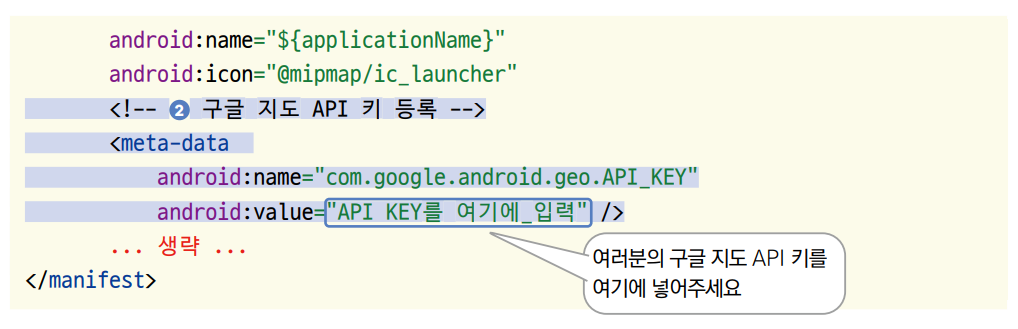 android:name="${applicationName}"
android:icon="@mipmap/ic_launcher"
<!-- ❷ 구글 지도 API 키 등록 -->
<meta-data
android:name="com.google.android.geo.API_KEY"
android:value="API KEY를 여기에_입력" />
... 생략 ...
</manifest>
여러분의 구글 지도 API 키를
여기에 넣어주세요